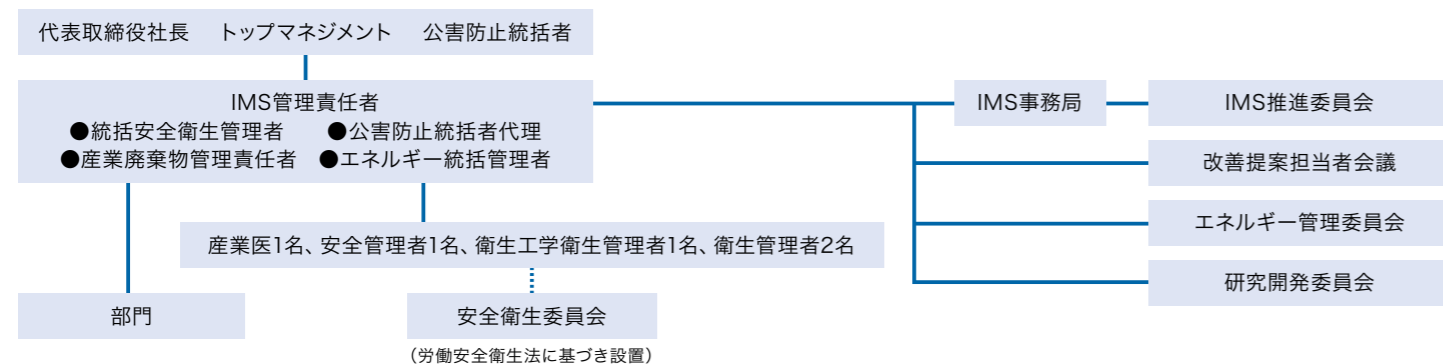 代表取締役社長 トップマネジメント 公害防止統括者
IMS管理責任者
●統括安全衛生管理者 ●公害防止統括者代理
●産業廃棄物管理責任者 ●エネルギー統括管理者
IMS事務局
IMS推進委員会
改善提案担当者会議
エネルギー管理委員会
研究開発委員会
産業医1名、安全管理者1名、衛生工学衛生管理者1名、衛生管理者2名
部門
安全衛生委員会
（労働安全衛生法に基づき設置）